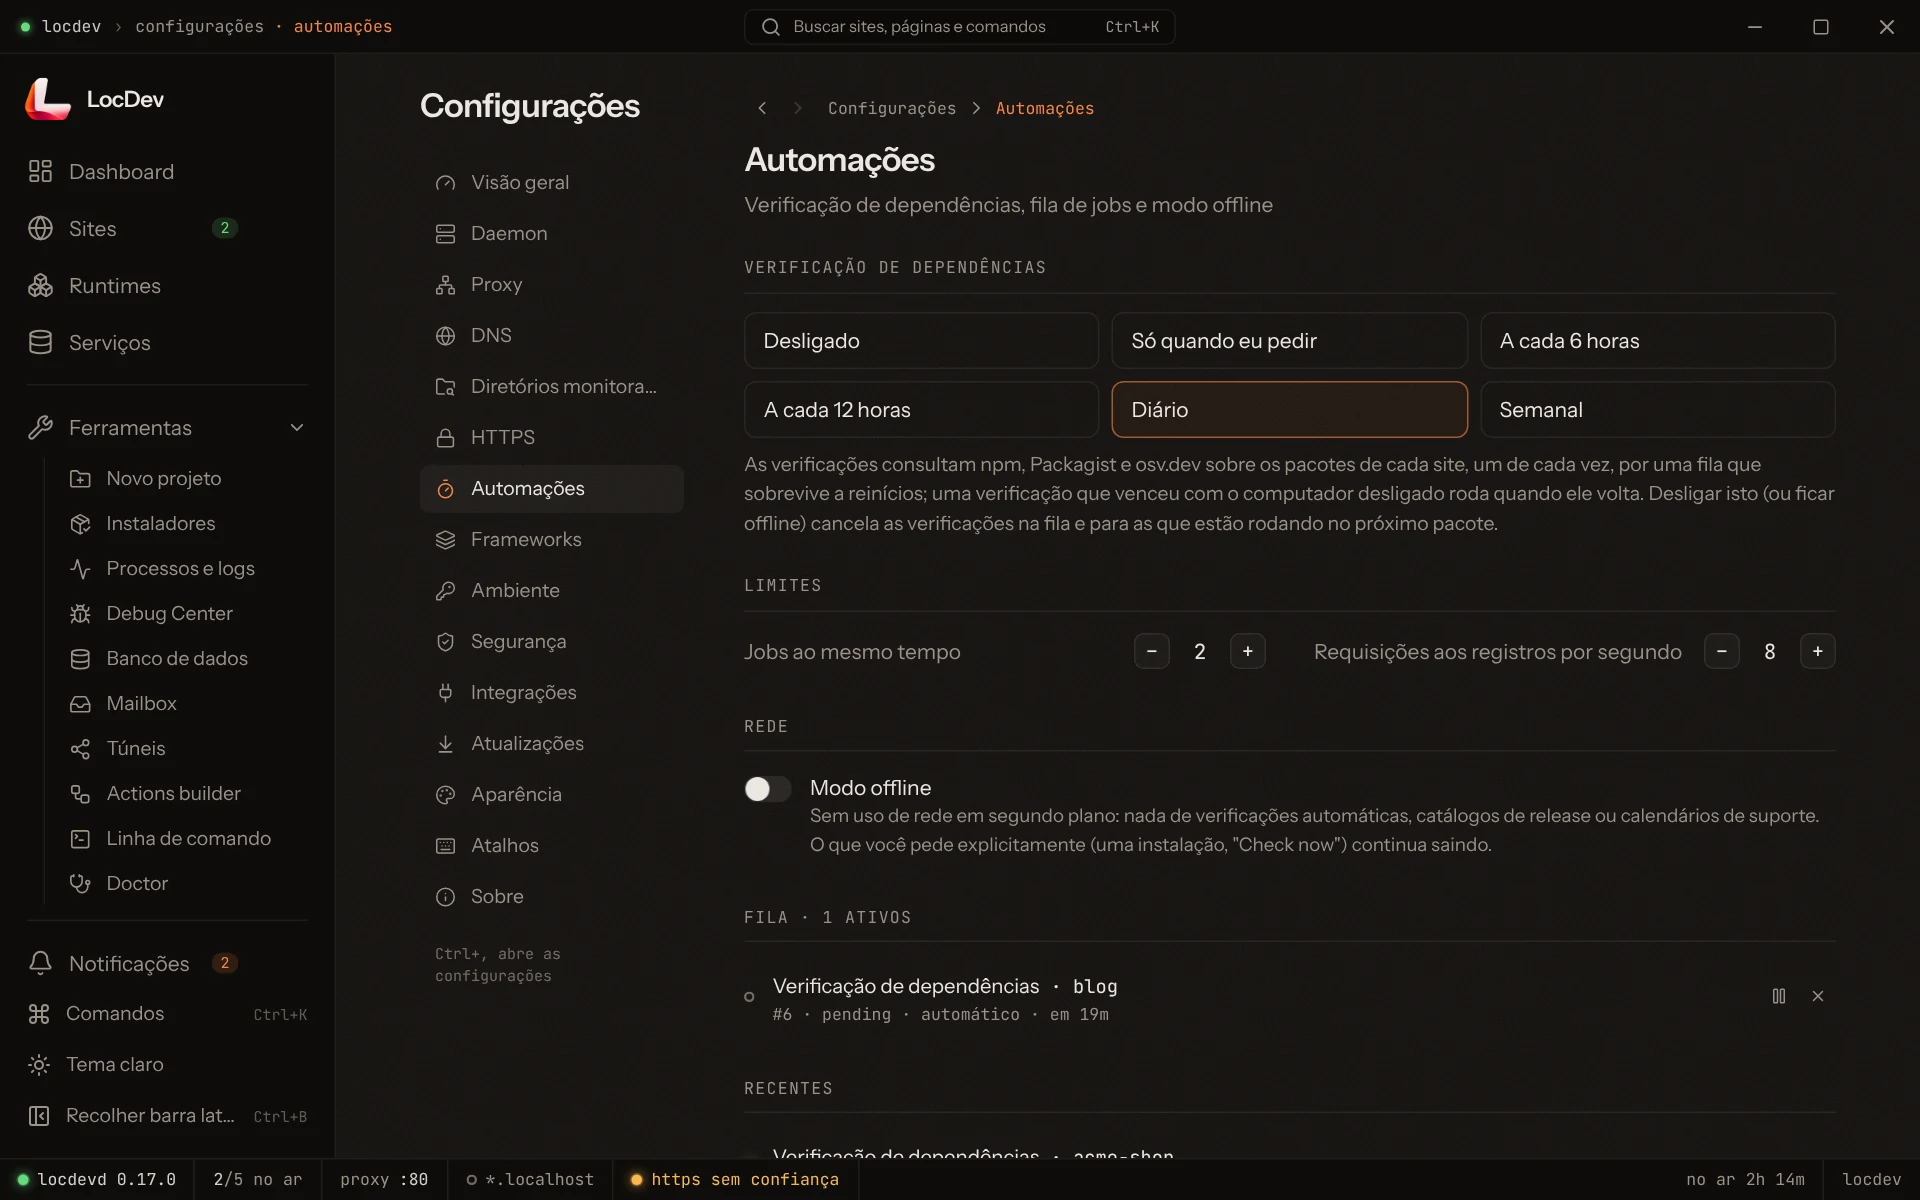 locdev › configurações · automações
Buscar sites, páginas e comandos Ctrl+K
LocDev
Dashboard
Sites 2
Runtimes
Serviços
Ferramentas
Novo projeto
Instaladores
Processos e logs
Debug Center
Banco de dados
Mailbox
Túneis
Actions builder
Linha de comando
Doctor
Notificações 2
Comandos Ctrl+K
Tema claro
Recolher barra lat... Ctrl+B
Configurações
Visão geral
Daemon
Proxy
DNS
Diretórios monitora...
HTTPS
Automações
Frameworks
Ambiente
Segurança
Integrações
Atualizações
Aparência
Atalhos
Sobre
Ctrl+, abre as
configurações
Configurações > Automações
Automações
Verificação de dependências, fila de jobs e modo offline
VERIFICAÇÃO DE DEPENDÊNCIAS
Desligado Só quando eu pedir A cada 6 horas
A cada 12 horas Diário Semanal
As verificações consultam npm, Packagist e osv.dev sobre os pacotes de cada site, um de cada vez, por uma fila que
sobrevive a reinícios; uma verificação que venceu com o computador desligado roda quando ele volta. Desligar isto (ou ficar
offline) cancela as verificações na fila e para as que estão rodando no próximo pacote.
LIMITES
Jobs ao mesmo tempo − 2 + Requisições aos registros por segundo − 8 +
REDE
Modo offline
Sem uso de rede em segundo plano: nada de verificações automáticas, catálogos de release ou calendários de suporte.
O que você pede explicitamente (uma instalação, "Check now") continua saindo.
FILA · 1 ATIVOS
Verificação de dependências · blog
#6 · pending · automático · em 19m
RECENTES
Verificação de dependências · acme-shop
locdevd 0.17.0 2/5 no ar proxy :80 *.localhost https sem confiança no ar 2h 14m locdev